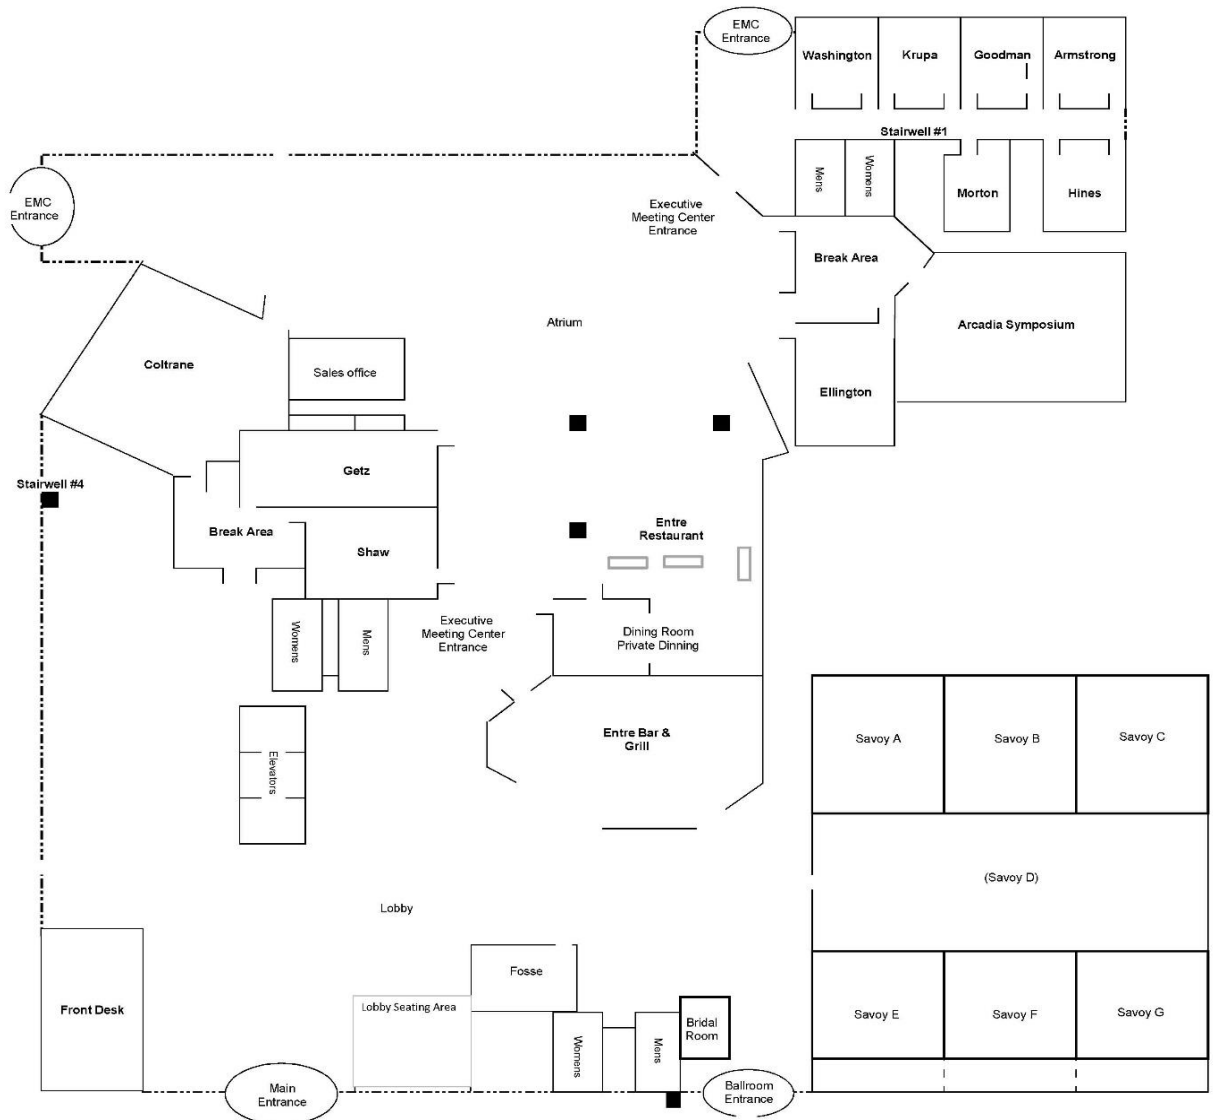 EMC
Entrance
Washington
Krupa
Goodman
Armstrong
Stairwell #1
Mens
Womens
Morton
Hines
EMC
Entrance
Executive
Meeting Center
Entrance
Break Area
Atrium
Arcadia Symposium
Coltrane
Sales office
Ellington
Getz
Stairwell #4
Break Area
Shaw
Entre
Restaurant
Womens
Mens
Executive
Meeting Center
Entrance
Dining Room
Private Dinning
Entre Bar &
Grill
Elevators
Savoy A
Savoy B
Savoy C
(Savoy D)
Lobby
Fosse
Front Desk
Lobby Seating Area
Womens
Mens
Bridal
Room
Savoy E
Savoy F
Savoy G
Main
Entrance
Ballroom
Entrance